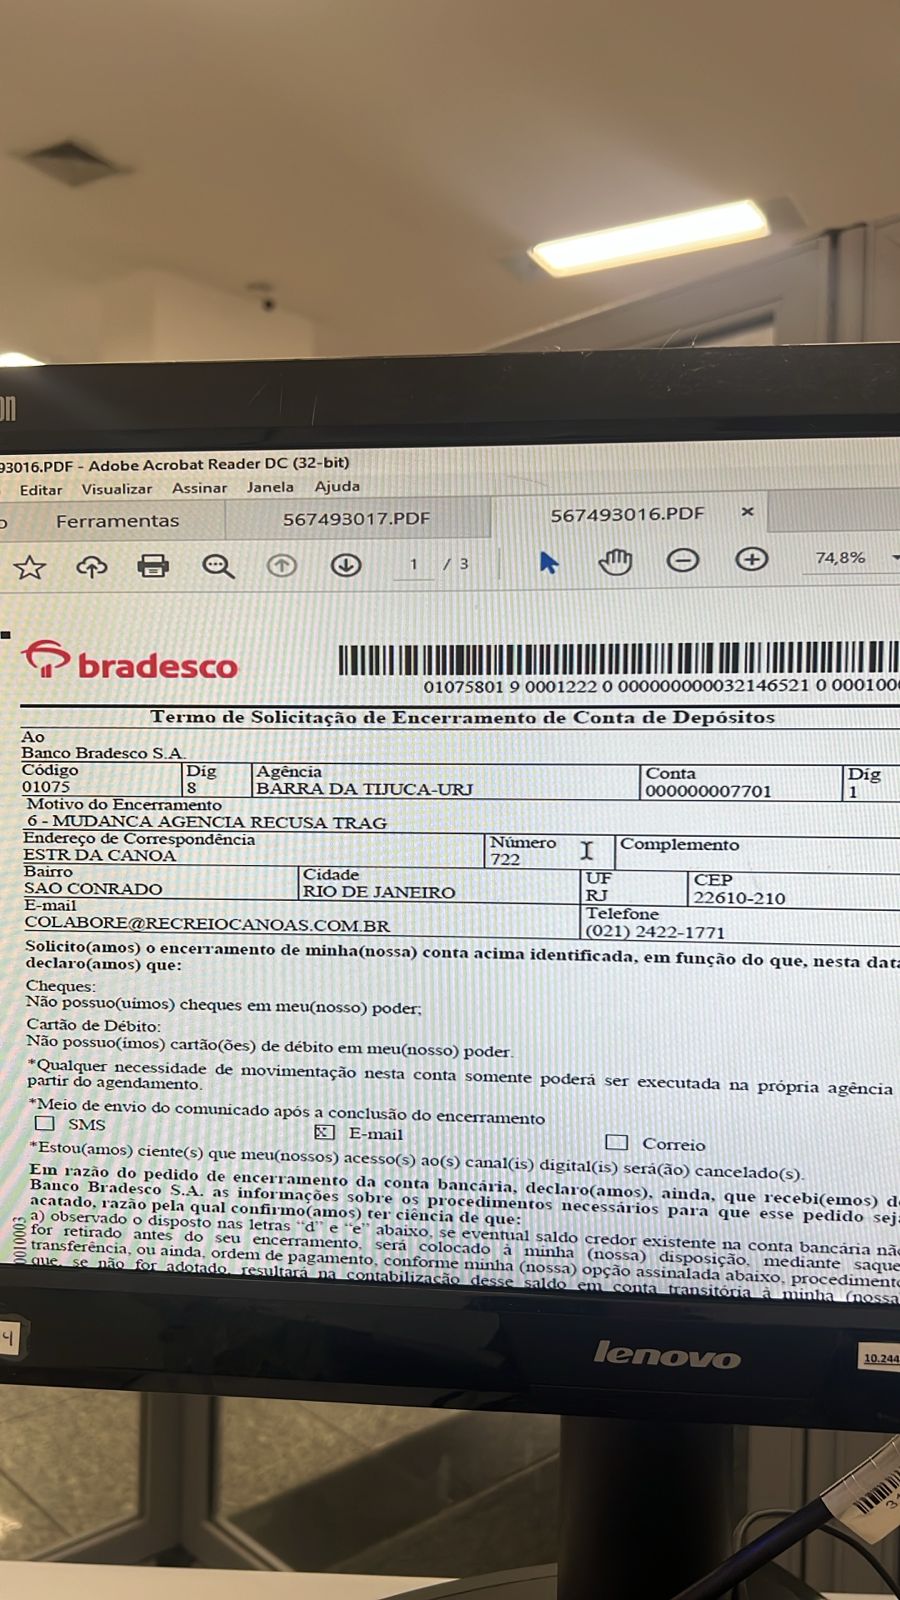 93016.PDF - Adobe Acrobat Reader DC (32-bit)
Editar Visualizar Assinar Janela Ajuda
Ferramentas 567493017.PDF 567493016.PDF ×
1 / 3 74,8%
bradesco
01075801 9 0001222 0 000000000032146521 0 000100
Termo de Solicitação de Encerramento de Conta de Depósitos
Ao
Banco Bradesco S.A.
Código Díg Agência Conta Díg
01075 8 BARRA DA TIJUCA-URJ 000000007701 1
Motivo do Encerramento
6 - MUDANCA AGENCIA RECUSA TRAG
Endereço de Correspondência Número Complemento
ESTR DA CANOA 722
Bairro Cidade UF CEP
SAO CONRADO RIO DE JANEIRO RJ 22610-210
E-mail Telefone
COLABORE@RECREIOCANOAS.COM.BR (021) 2422-1771
Solicito(amos) o encerramento de minha(nossa) conta acima identificada, em função do que, nesta data
declaro(amos) que:
Cheques:
Não possuo(uímos) cheques em meu(nosso) poder;
Cartão de Débito:
Não possuo(ímos) cartão(ões) de débito em meu(nosso) poder.
*Qualquer necessidade de movimentação nesta conta somente poderá ser executada na própria agência
partir do agendamento.
*Meio de envio do comunicado após a conclusão do encerramento
SMS X E-mail Correio
*Estou(amos) ciente(s) que meu(nossos) acesso(s) ao(s) canal(is) digital(is) será(ão) cancelado(s).
Em razão do pedido de encerramento da conta bancária, declaro(amos), ainda, que recebi(emos) d
Banco Bradesco S.A. as informações sobre os procedimentos necessários para que esse pedido sej
acatado, razão pela qual confirmo(amos) ter ciência de que:
a) observado o disposto nas letras “d” e “e” abaixo, se eventual saldo credor existente na conta bancária nã
for retirado antes do seu encerramento, será colocado à minha (nossa) disposição, mediante saque
transferência, ou ainda, ordem de pagamento, conforme minha (nossa) opção assinalada abaixo, procediment
que, se não for adotado, resultará na contabilização desse saldo em conta transitória à minha (nossa
lenovo
10.244